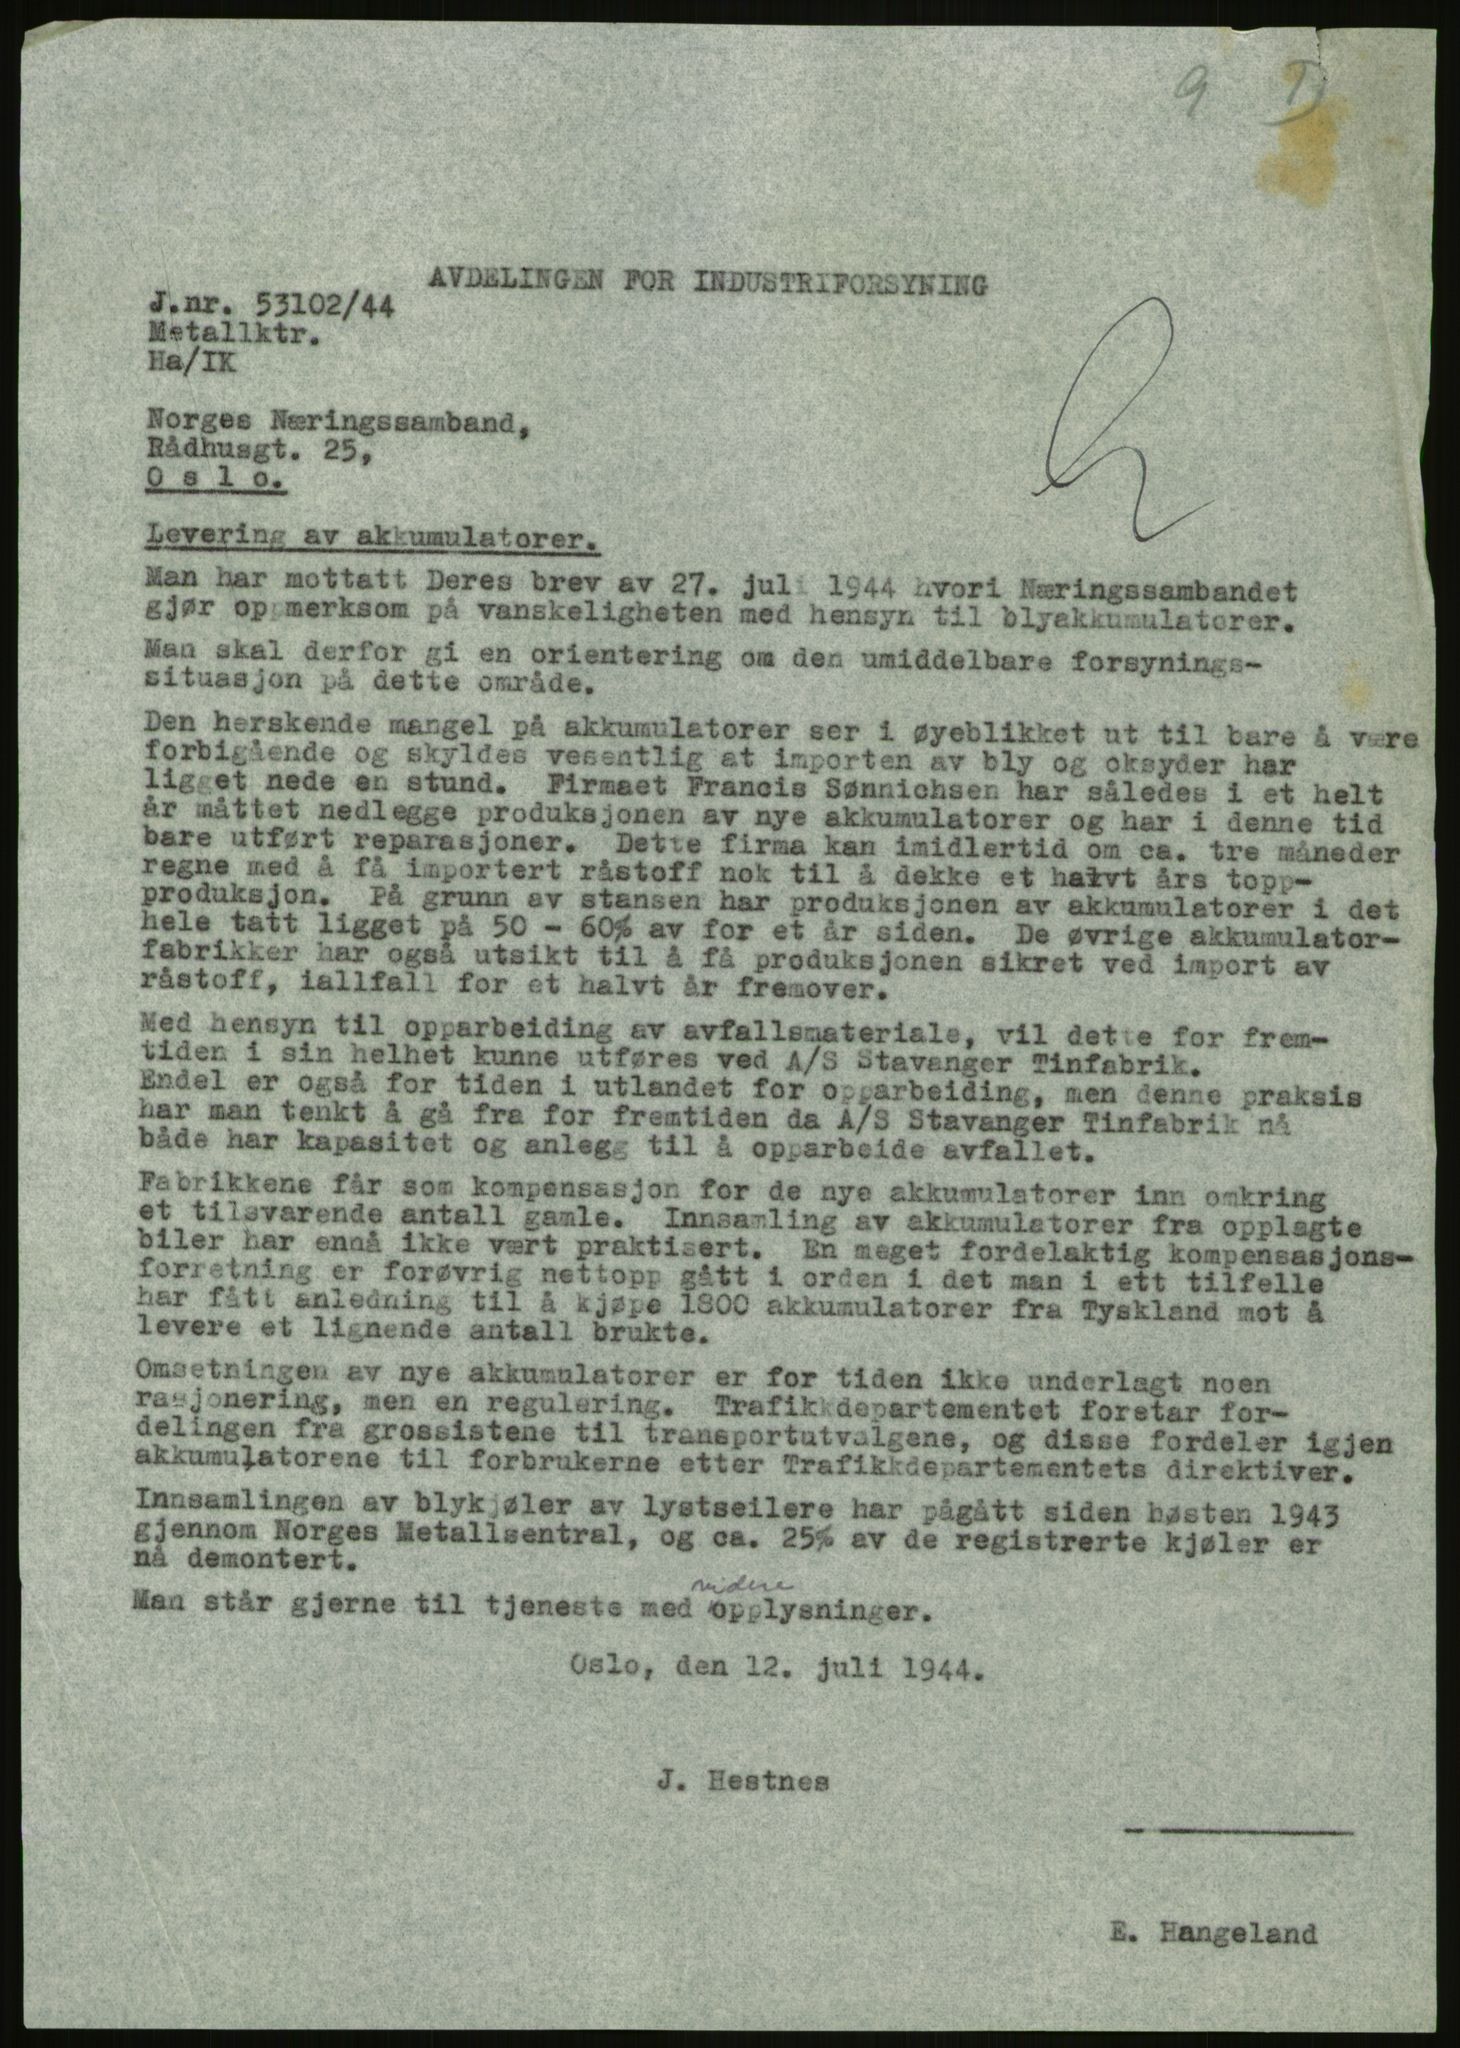 9 D
AVDELINGEN FOR INDUSTRIFORSYNING
J.nr. 53102/44
Metallktr.
Ha/IK
Norges Næringssamband,
Rådhusgt. 25,
O s l o.
Levering av akkumulatorer.
Man har mottatt Deres brev av 27. juli 1944 hvori Næringssambandet
gjør opgmerksom på vanskeligheten med hensyn til blyakkumulatorer.
Man skal derfor gi en orientering om den umiddelbare forsynings-
situasjon på dette område.
Den herskende mangel på akkumulatorer ser i øyeblikket ut til bare å være
forbigående og skyldes vesentlig at importen av bly og oksyder har
ligget nede en stund. Firmaet Francis Sønnichsen har således i et helt
år måttet nedlegge produksjonen av nye akkumulatorer og har i denne tid
bare utført reparasjoner. Dette firma kan imidlertid om ca. tre måneder
regne med å få importert råstoff nok til å dekke et halvt års topp-
produksjon. På grunn av stansen har produksjonen av akkumulatorer i det
hele tatt ligget på 50 - 60% av for et år siden. De øvrige akkumulator-
fabrikker har også utsikt til å få produksjonen sikret ved import av
råstoff, iallfall for et halvt år fremover.
Med hensyn til opparbeiding av avfallsmateriale, vil dette for frem-
tiden i sin helhet kunne utføres ved A/S Stavanger Tinfabrik.
Endel er også for tiden i utlandet for opparbeiding, men denne praksis
har man tenkt å gå fra for fremtiden da A/S Stavanger Tinfabrik nå
både har kapasitet og anlegg til å opparbeide avfallet.
Fabrikkene får som kompensasjon for de nye akkumulatorer inn omkring
et tilsvarende antall gamle. Innsamling av akkumulatorer fra opplagte
biler har ennå ikke vært praktisert. En meget fordelaktig kompensasjons-
forretning er forøvrig nettopp gått i orden i det man i ett tilfelle
har fått anledning til å kjøpe 1800 akkumulatorer fra Tyskland mot å
levere et lignende antall brukte.
Omsetningen av nye akkumulatorer er for tiden ikke underlagt noen
rasjonering, men en regulering. Trafikkdepartementet foretar for-
delingen fra grossistene til transportutvalgene, og disse fordeler igjen
akkumulatorene til forbrukerne etter Trafikkdepartementets direktiver.
Innsamlingen av blykjøler av lystseilere har pågått siden høsten 1943
gjennom Norges Metallsentral, og ca. 25% av de registrerte kjøler er
nå demontert.
Man står gjerne til tjeneste med videre opplysninger.
Oslo, den 12. juli 1944.
J. Hestnes
E. Hangeland